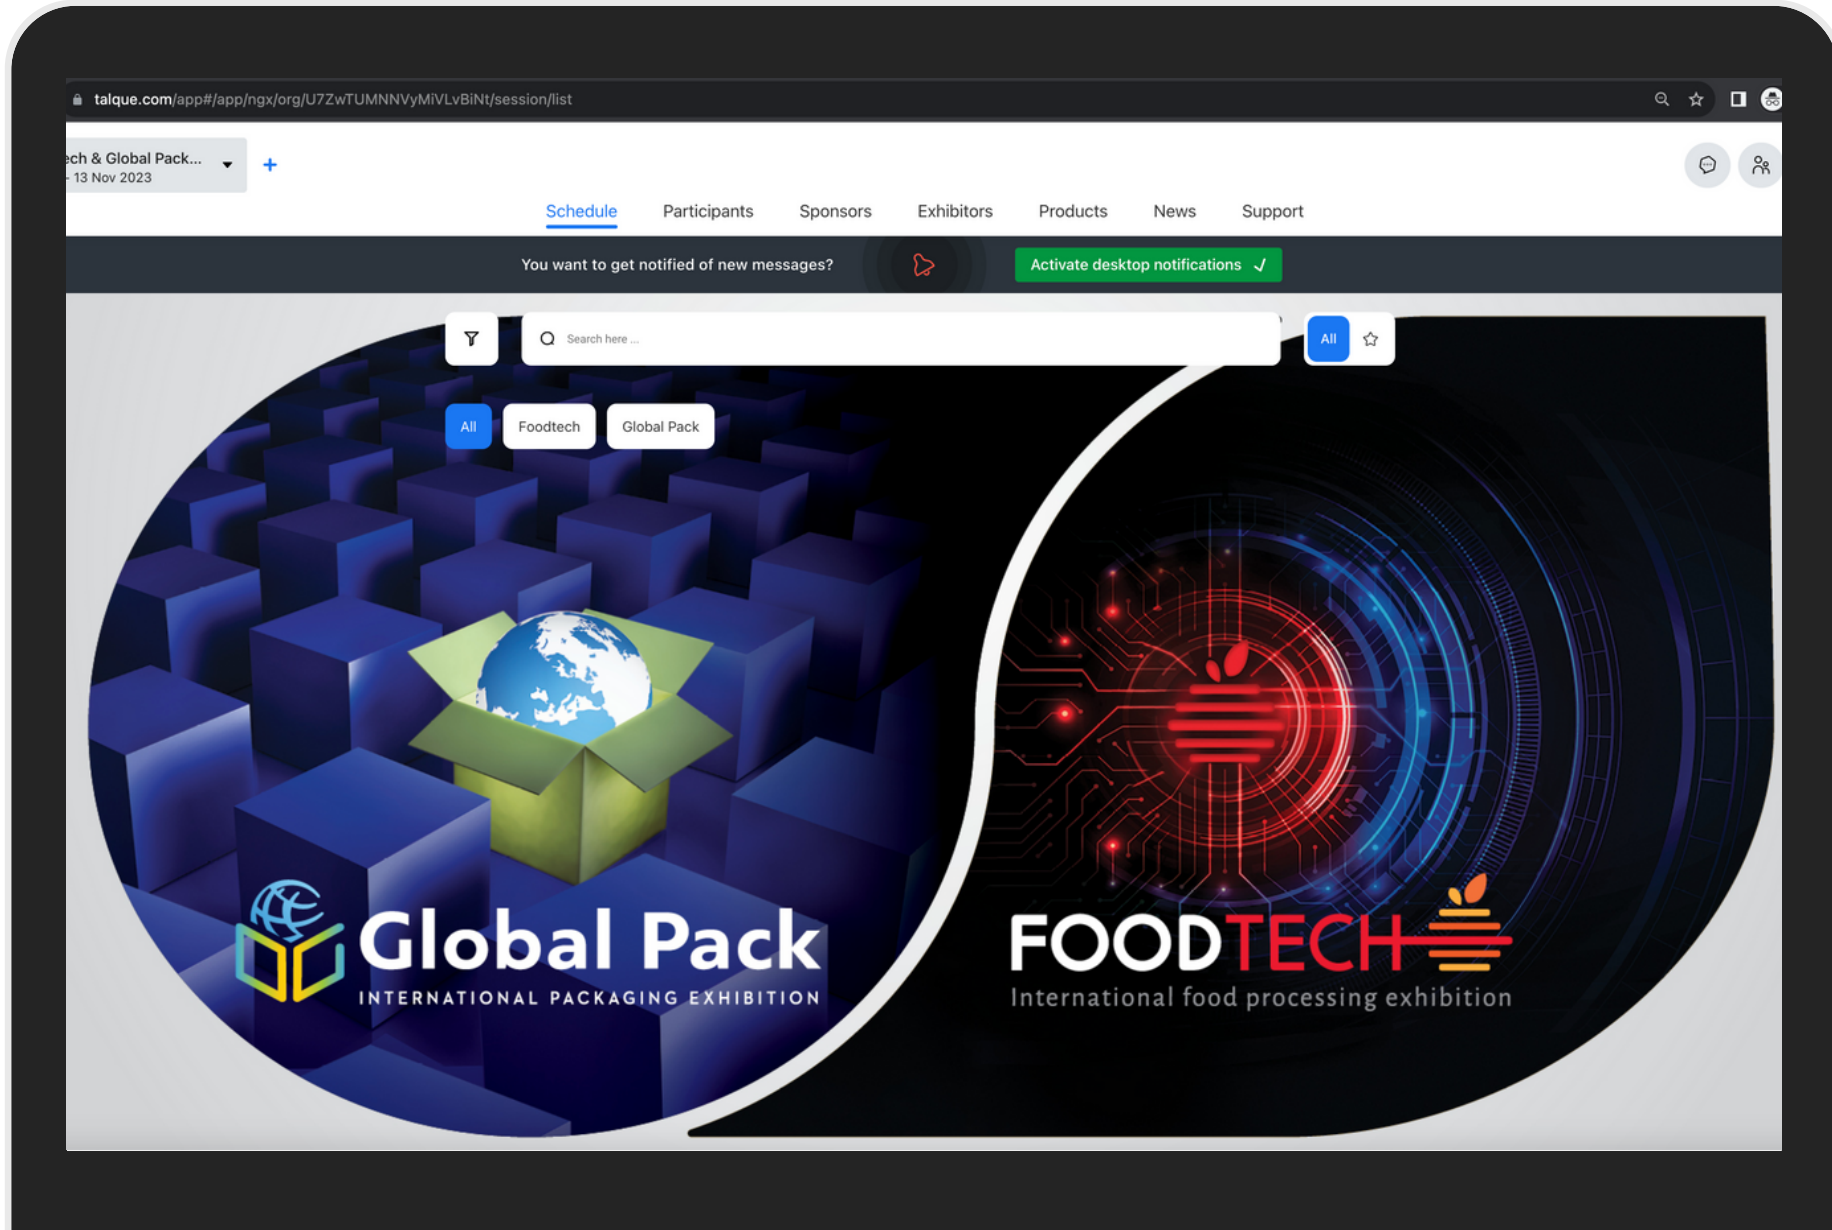 talque.com/app#/app/ngx/org/U7ZwTUMNNVyMiVLvBiNt/session/list
ech & Global Pack...
- 13 Nov 2023
+
Schedule Participants Sponsors Exhibitors Products News Support
You want to get notified of new messages? Activate desktop notifications
Search here ... All
All Foodtech Global Pack
Global Pack
INTERNATIONAL PACKAGING EXHIBITION
FOODTECH
International food processing exhibition